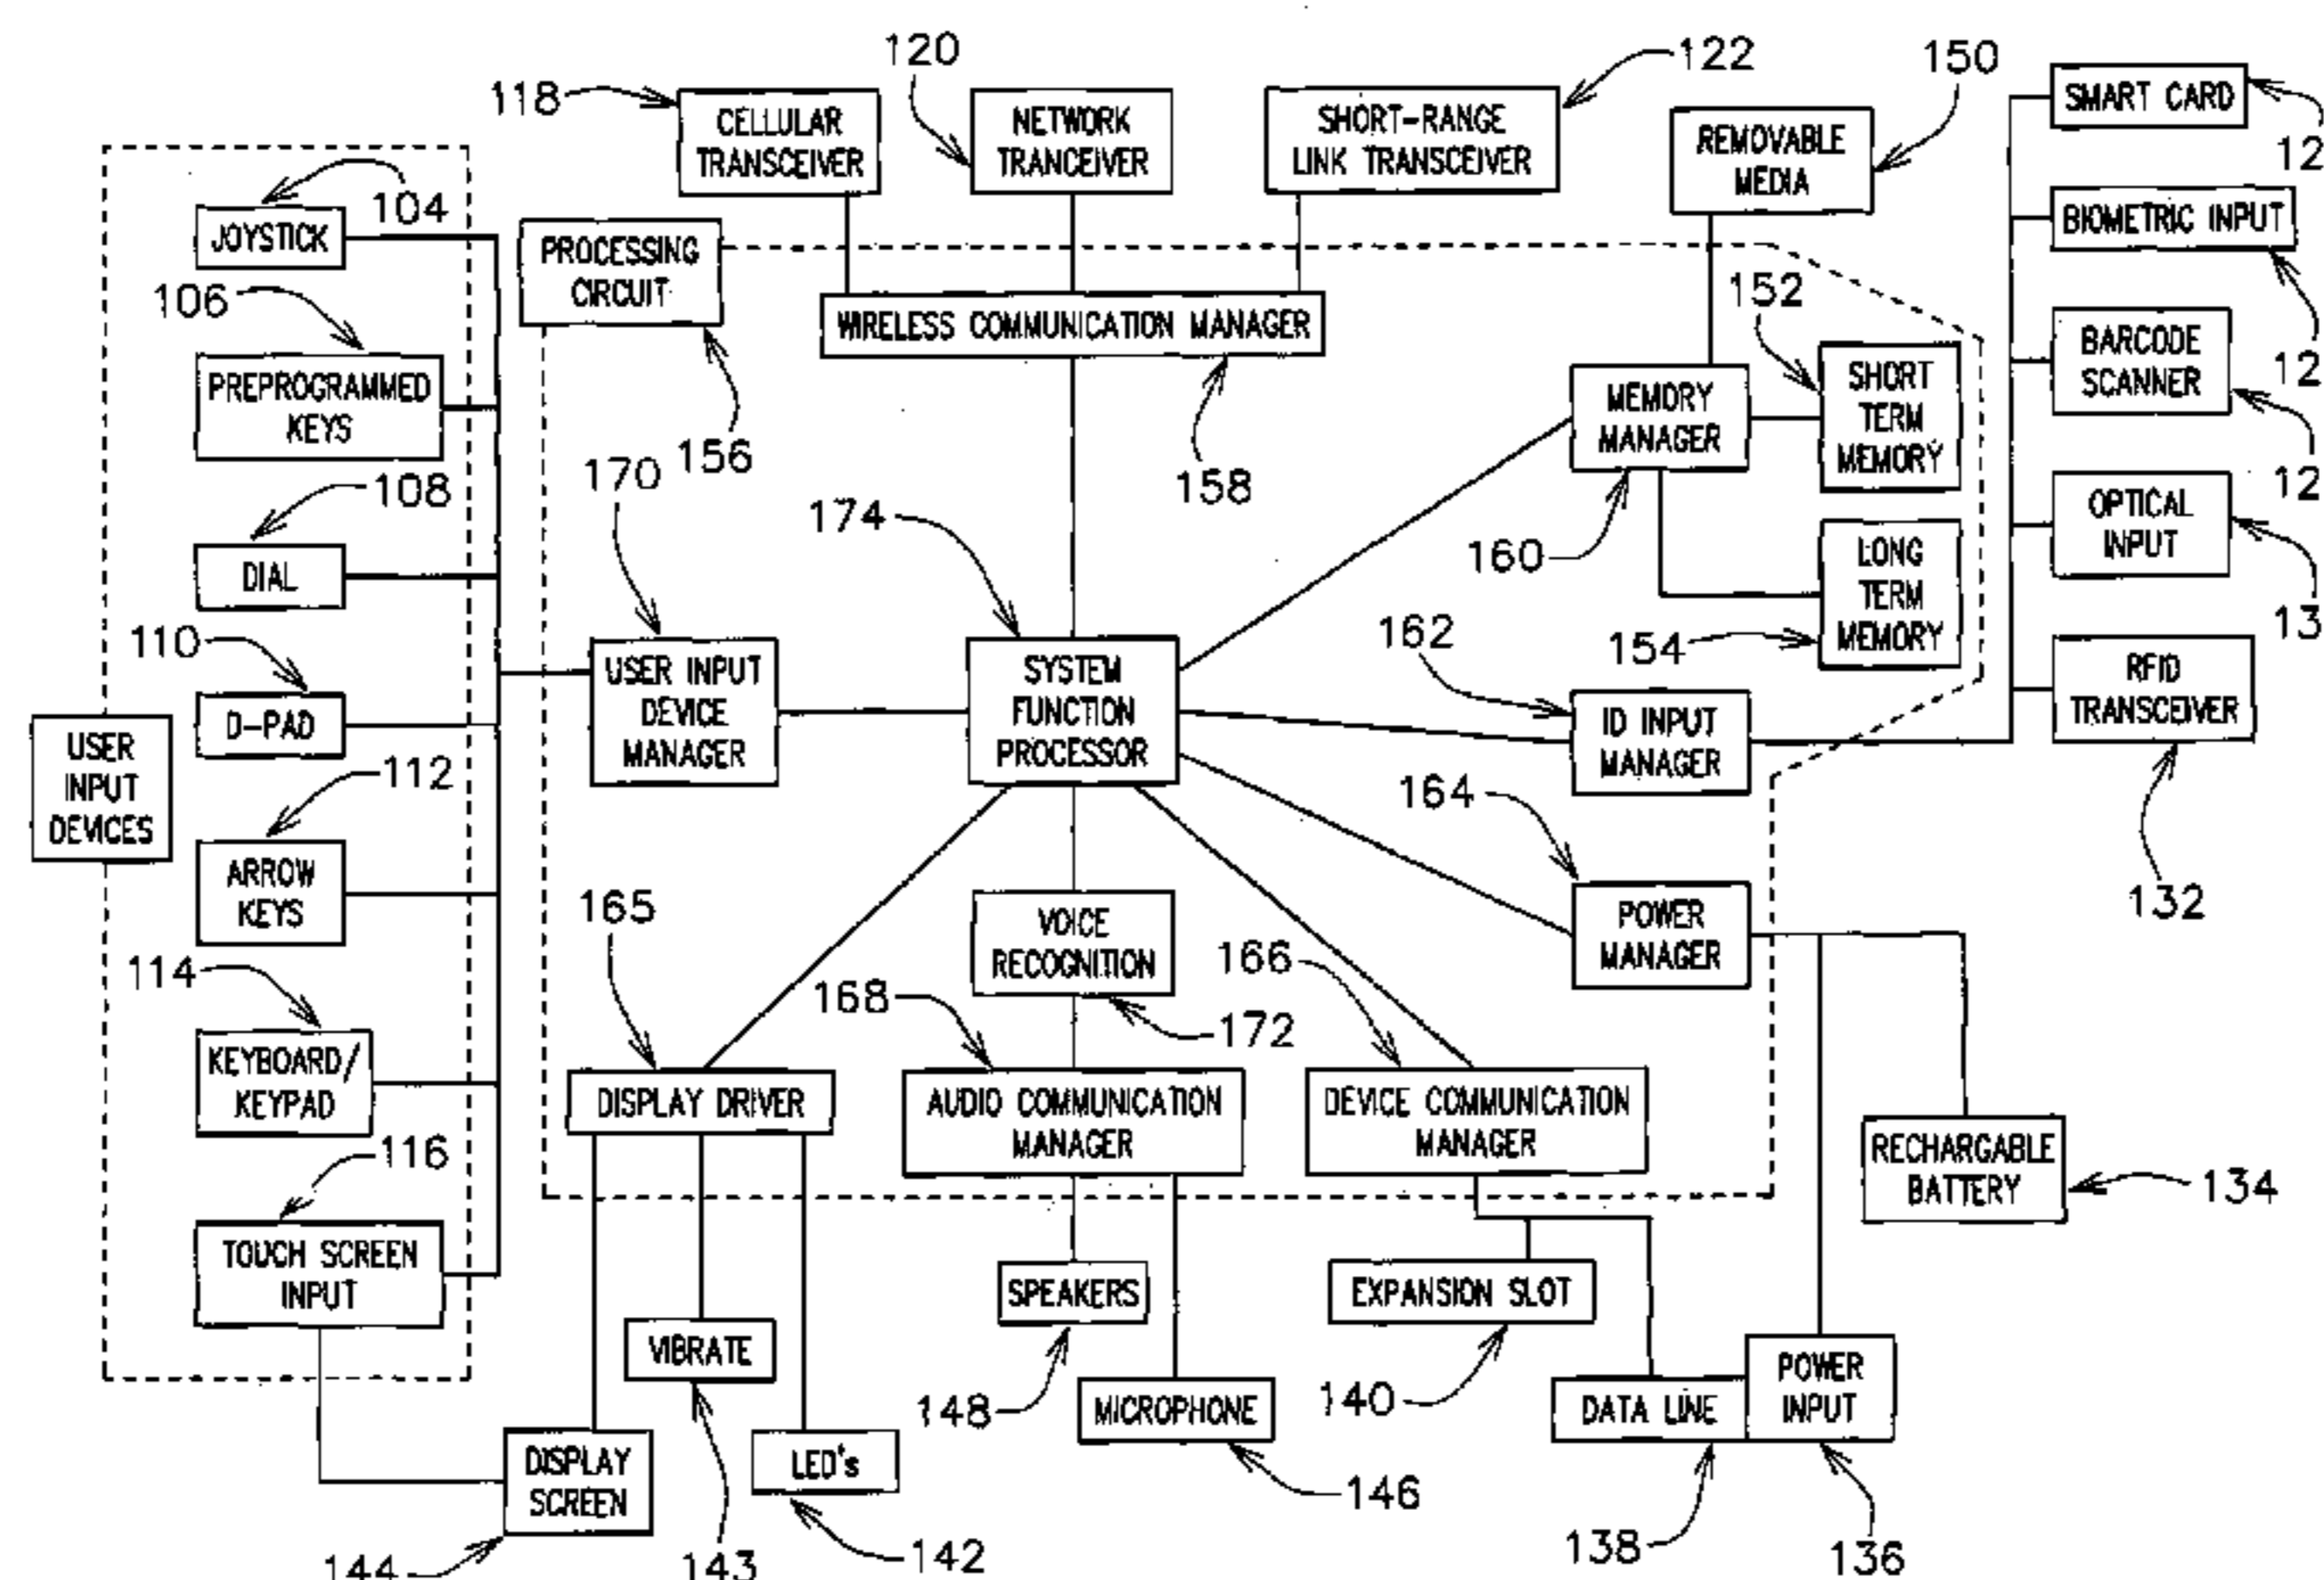 120
122
150
118
CELLULAR
TRANSCEIVER
NETWORK
TRANCEIVER
SHORT-RANGE
LINK TRANSCEIVER
REMOVABLE
MEDIA
SMART CARD
12
104
JOYSTICK
PROCESSING
CIRCUIT
BIOMETRIC INPUT
12
106
152
WIRELESS COMMUNICATION MANAGER
BARCODE
SCANNER
12
PREPROGRAMMED
KEYS
156
158
MEMORY
MANAGER
SHORT
TERM
MEMORY
108
170
174
160
OPTICAL
INPUT
13
DIAL
LONG
TERM
MEMORY
154
110
162
D-PAD
USER INPUT
DEVICE
MANAGER
SYSTEM
FUNCTION
PROCESSOR
ID INPUT
MANAGER
RFID
TRANSCEIVER
USER
INPUT
DEVICES
112
164
132
ARROW
KEYS
165
VOICE
RECOGNITION
166
POWER
MANAGER
114
168
172
KEYBOARD/
KEYPAD
DISPLAY DRIVER
AUDIO COMMUNICATION
MANAGER
DEVICE COMMUNICATION
MANAGER
116
RECHARGABLE
BATTERY
134
TOUCH SCREEN
INPUT
SPEAKERS
EXPANSION SLOT
VIBRATE
148
MICROPHONE
140
DATA LINE
POWER
INPUT
DISPLAY
SCREEN
LED's
146
144
143
142
138
136